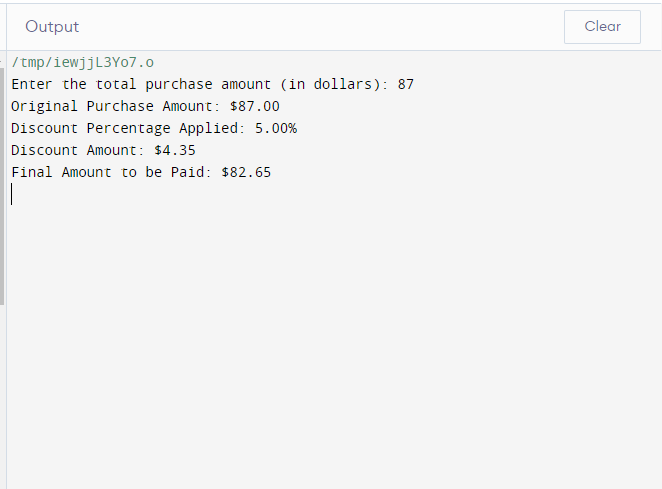 Output
Clear
/tmp/iewjjL3Yo7.o
Enter the total purchase amount (in dollars): 87
Original Purchase Amount: $87.00
Discount Percentage Applied: 5.00%
Discount Amount: $4.35
Final Amount to be Paid: $82.65